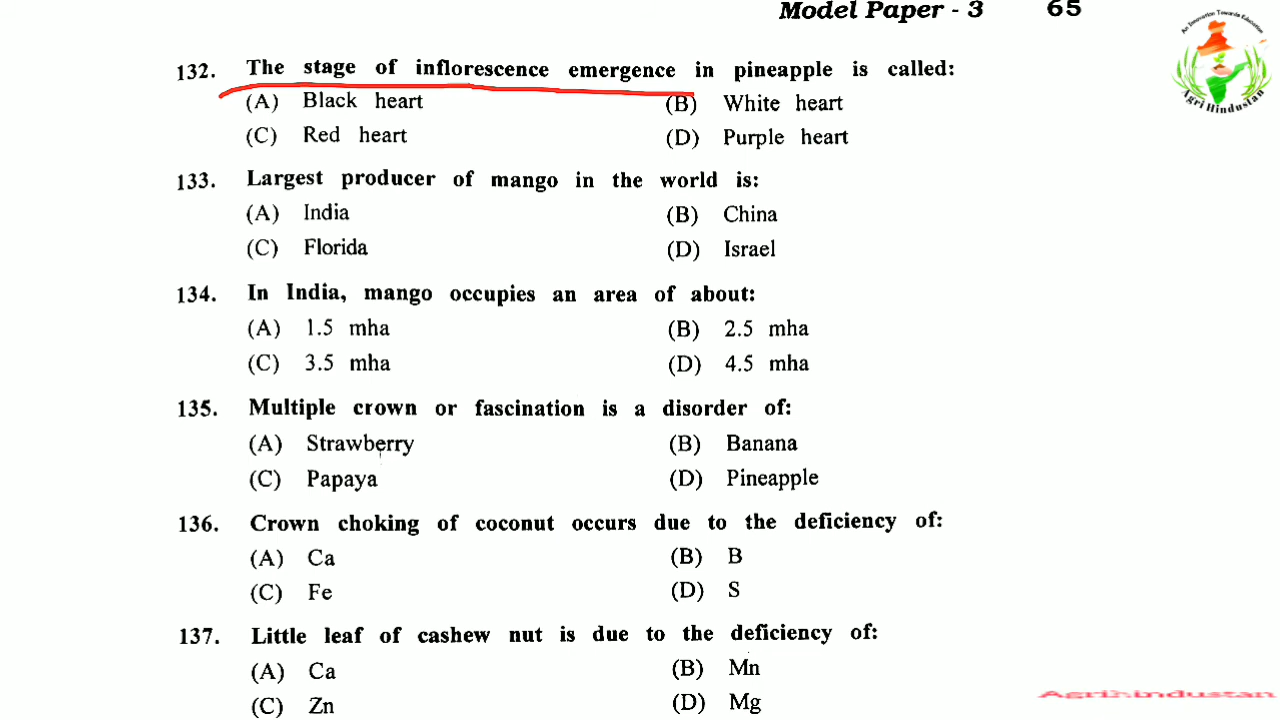 Model Paper - 3 65
An Innovation Towards Education
Agri Hindustan
132. The stage of inflorescence emergence in pineapple is called:
(A) Black heart (B) White heart
(C) Red heart (D) Purple heart
133. Largest producer of mango in the world is:
(A) India (B) China
(C) Florida (D) Israel
134. In India, mango occupies an area of about:
(A) 1.5 mha (B) 2.5 mha
(C) 3.5 mha (D) 4.5 mha
135. Multiple crown or fascination is a disorder of:
(A) Strawberry (B) Banana
(C) Papaya (D) Pineapple
136. Crown choking of coconut occurs due to the deficiency of:
(A) Ca (B) B
(C) Fe (D) S
137. Little leaf of cashew nut is due to the deficiency of:
(A) Ca (B) Mn
(C) Zn (D) Mg
Agrihindustan